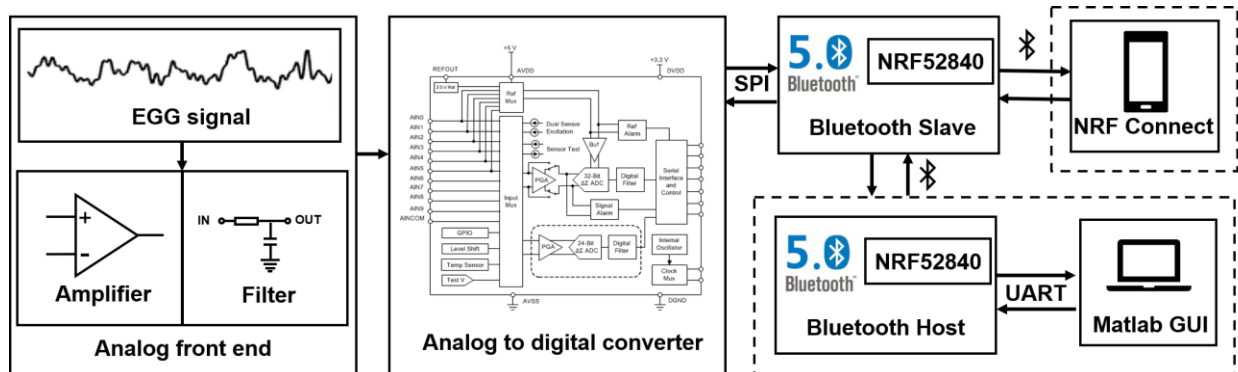 EGG signal
Amplifier
IN
OUT
Filter
Analog front end
+5 V
+3.3 V
REFOUT
AVDD
DVDD
2.5 V Ref
Ref
Mux
AIN0
AIN1
AIN2
AIN3
AIN4
AIN5
AIN6
AIN7
AIN8
AIN9
AINCOM
Dual Sensor
Excitation
Sensor Test
Ref
Alarm
Buf
Input
Mux
PGA
32-Bit
ΔΣ ADC
Digital
Filter
Serial
Interface
and
Control
Signal
Alarm
GPIO
Level Shift
Temp Sensor
Test V
PGA
24-Bit
ΔΣ ADC
Digital
Filter
Internal
Oscillator
Clock
Mux
AVSS
DGND
Analog to digital converter
SPI
5.0
Bluetooth™
NRF52840
Bluetooth Slave
NRF Connect
5.0
Bluetooth™
NRF52840
Bluetooth Host
UART
Matlab GUI